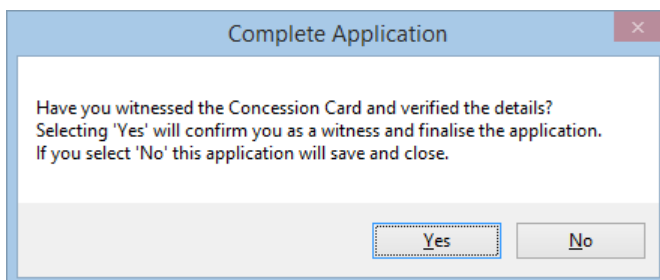 Complete Application
Have you witnessed the Concession Card and verified the details?
Selecting 'Yes' will confirm you as a witness and finalise the application.
If you select 'No' this application will save and close.
Yes
No